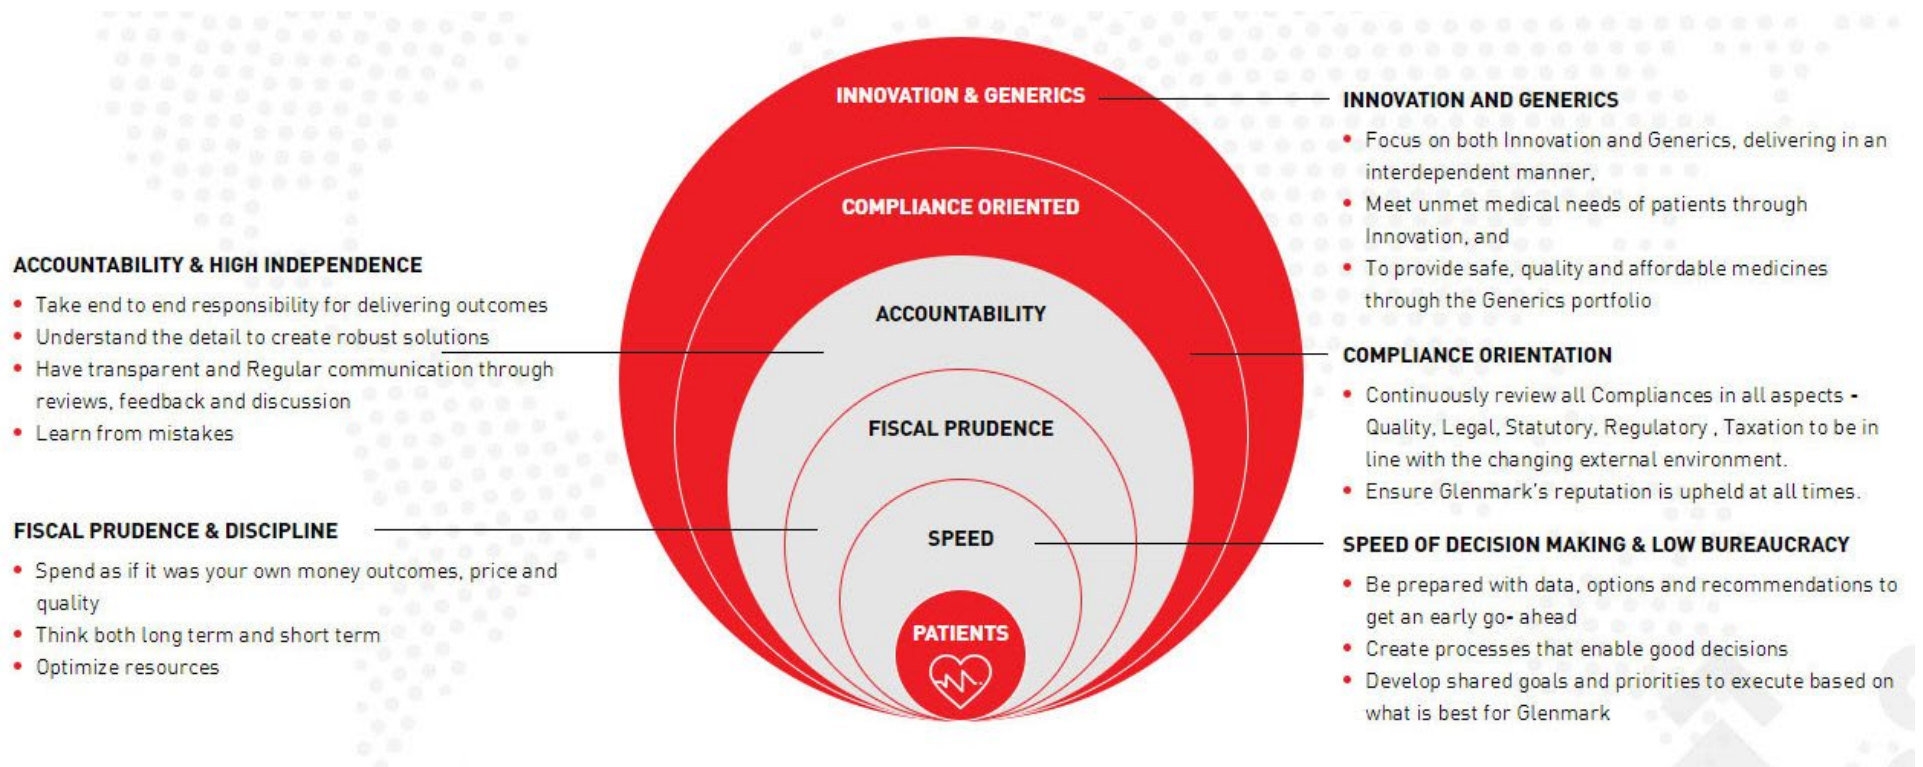 INNOVATION & GENERICS
COMPLIANCE ORIENTED
ACCOUNTABILITY
FISCAL PRUDENCE
SPEED
PATIENTS
ACCOUNTABILITY & HIGH INDEPENDENCE
• Take end to end responsibility for delivering outcomes
• Understand the detail to create robust solutions
• Have transparent and Regular communication through
reviews, feedback and discussion
• Learn from mistakes
FISCAL PRUDENCE & DISCIPLINE
• Spend as if it was your own money outcomes, price and
quality
• Think both long term and short term
• Optimize resources
INNOVATION AND GENERICS
• Focus on both Innovation and Generics, delivering in an
interdependent manner,
• Meet unmet medical needs of patients through
Innovation, and
• To provide safe, quality and affordable medicines
through the Generics portfolio
COMPLIANCE ORIENTATION
• Continuously review all Compliances in all aspects -
Quality, Legal, Statutory, Regulatory , Taxation to be in
line with the changing external environment.
• Ensure Glenmark's reputation is upheld at all times.
SPEED OF DECISION MAKING & LOW BUREAUCRACY
• Be prepared with data, options and recommendations to
get an early go- ahead
• Create processes that enable good decisions
• Develop shared goals and priorities to execute based on
what is best for Glenmark